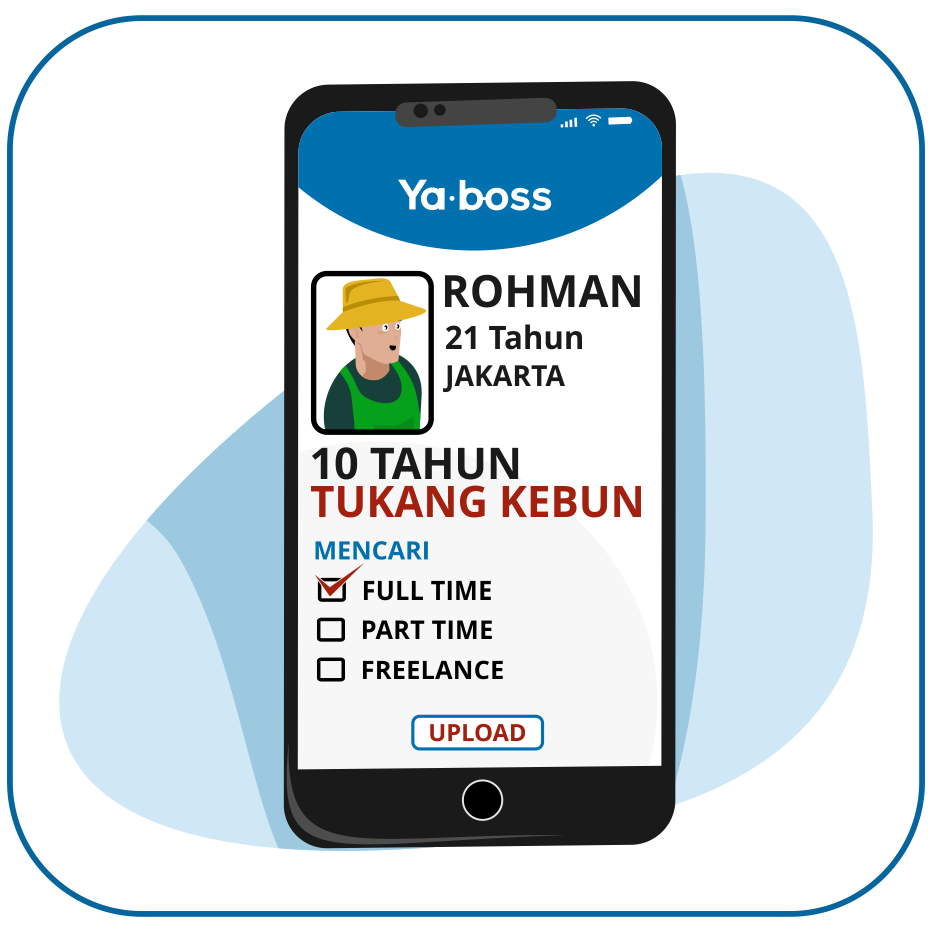 Ya·boss
ROHMAN
21 Tahun
JAKARTA
10 TAHUN
TUKANG KEBUN
MENCARI
FULL TIME
PART TIME
FREELANCE
UPLOAD